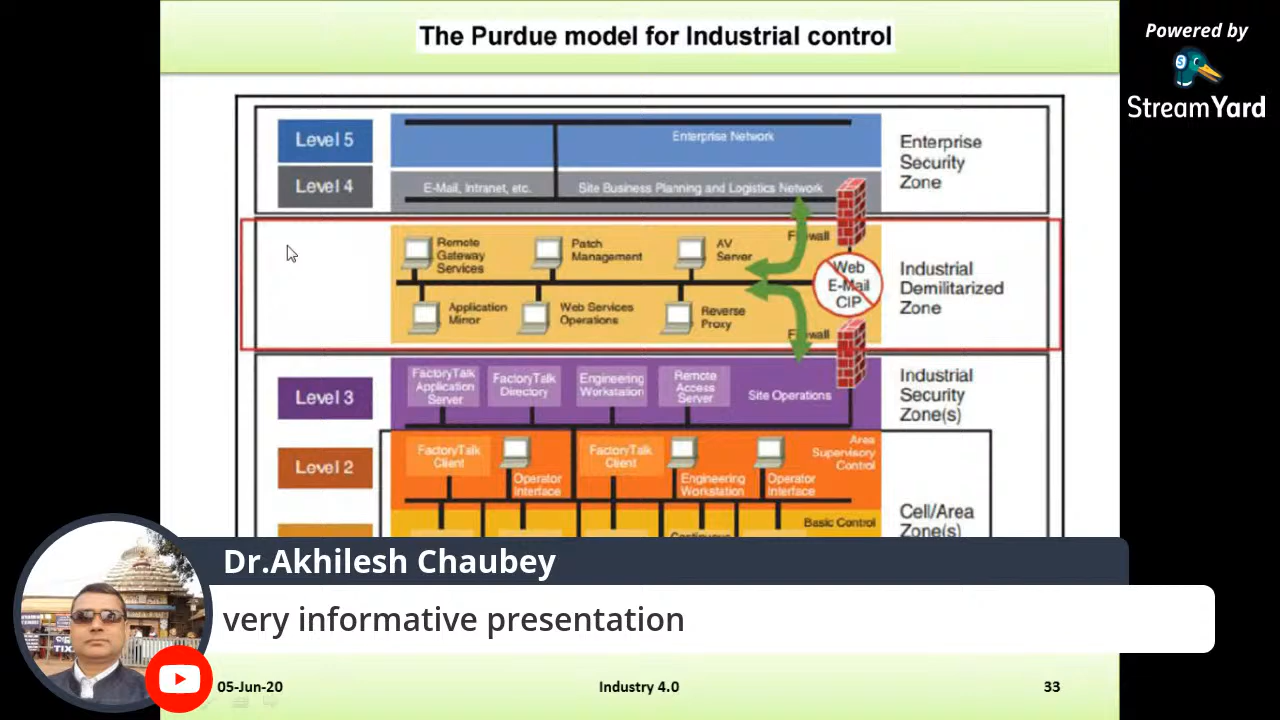 The Purdue model for Industrial control
Powered by
StreamYard
Level 5
Enterprise Network
Enterprise
Security
Zone
Level 4
E-Mail, Intranet, etc.
Site Business Planning and Logistics Network
Firewall
Remote
Gateway
Services
Patch
Management
AV
Server
Web
E-Mail
CIP
Industrial
Demilitarized
Zone
Application
Mirror
Web Services
Operations
Reverse
Proxy
Firewall
Level 3
FactoryTalk
Application
Server
FactoryTalk
Directory
Engineering
Workstation
Remote
Access
Server
Site Operations
Industrial
Security
Zone(s)
Level 2
FactoryTalk
Client
Operator
Interface
FactoryTalk
Client
Engineering
Workstation
Operator
Interface
Area
Supervisory
Control
Basic Control
Cell/Area
Zone(s)
Dr.Akhilesh Chaubey
very informative presentation
05-Jun-20
Industry 4.0
33